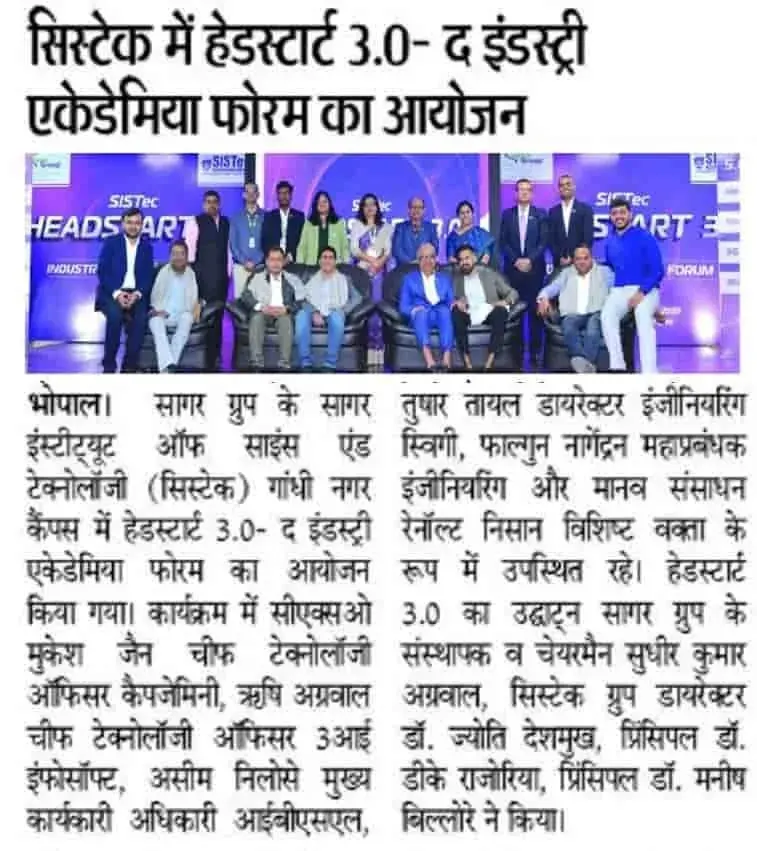 सिस्टेक में हेडस्टार्ट 3.0- द इंडस्ट्री
एकेडेमिया फोरम का आयोजन
SISTec
HEADSTART
INDUSTR
SISTec
SISTec
START 3
FORUM
भोपाल। सागर ग्रुप के सागर
इंस्टीट्यूट ऑफ साइंस एंड
टेक्नोलॉजी (सिस्टेक) गांधी नगर
कैंपस में हेडस्टार्ट 3.0- द इंडस्ट्री
एकेडेमिया फोरम का आयोजन
किया गया। कार्यक्रम में सीएक्सओ
मुकेश जैन चीफ टेक्नोलॉजी
ऑफिसर कैपजेमिनी, ऋषि अग्रवाल
चीफ टेक्नोलॉजी ऑफिसर 3आई
इंफोसॉफ्ट, असीम निलोसे मुख्य
कार्यकारी अधिकारी आईबीएसएल,
तुषार तायल डायरेक्टर इंजीनियरिंग
स्विगी, फाल्गुन नागेंद्रन महाप्रबंधक
इंजीनियरिंग और मानव संसाधन
रेनॉल्ट निसान विशिष्ट वक्ता के
रूप में उपस्थित रहे। हेडस्टार्ट
3.0 का उद्घाट्न सागर ग्रुप के
संस्थापक व चेयरमैन सुधीर कुमार
अग्रवाल, सिस्टेक ग्रुप डायरेक्टर
डॉ. ज्योति देशमुख, प्रिंसिपल डॉ.
डीके राजोरिया, प्रिंसिपल डॉ. मनीष
बिल्लोरे ने किया।